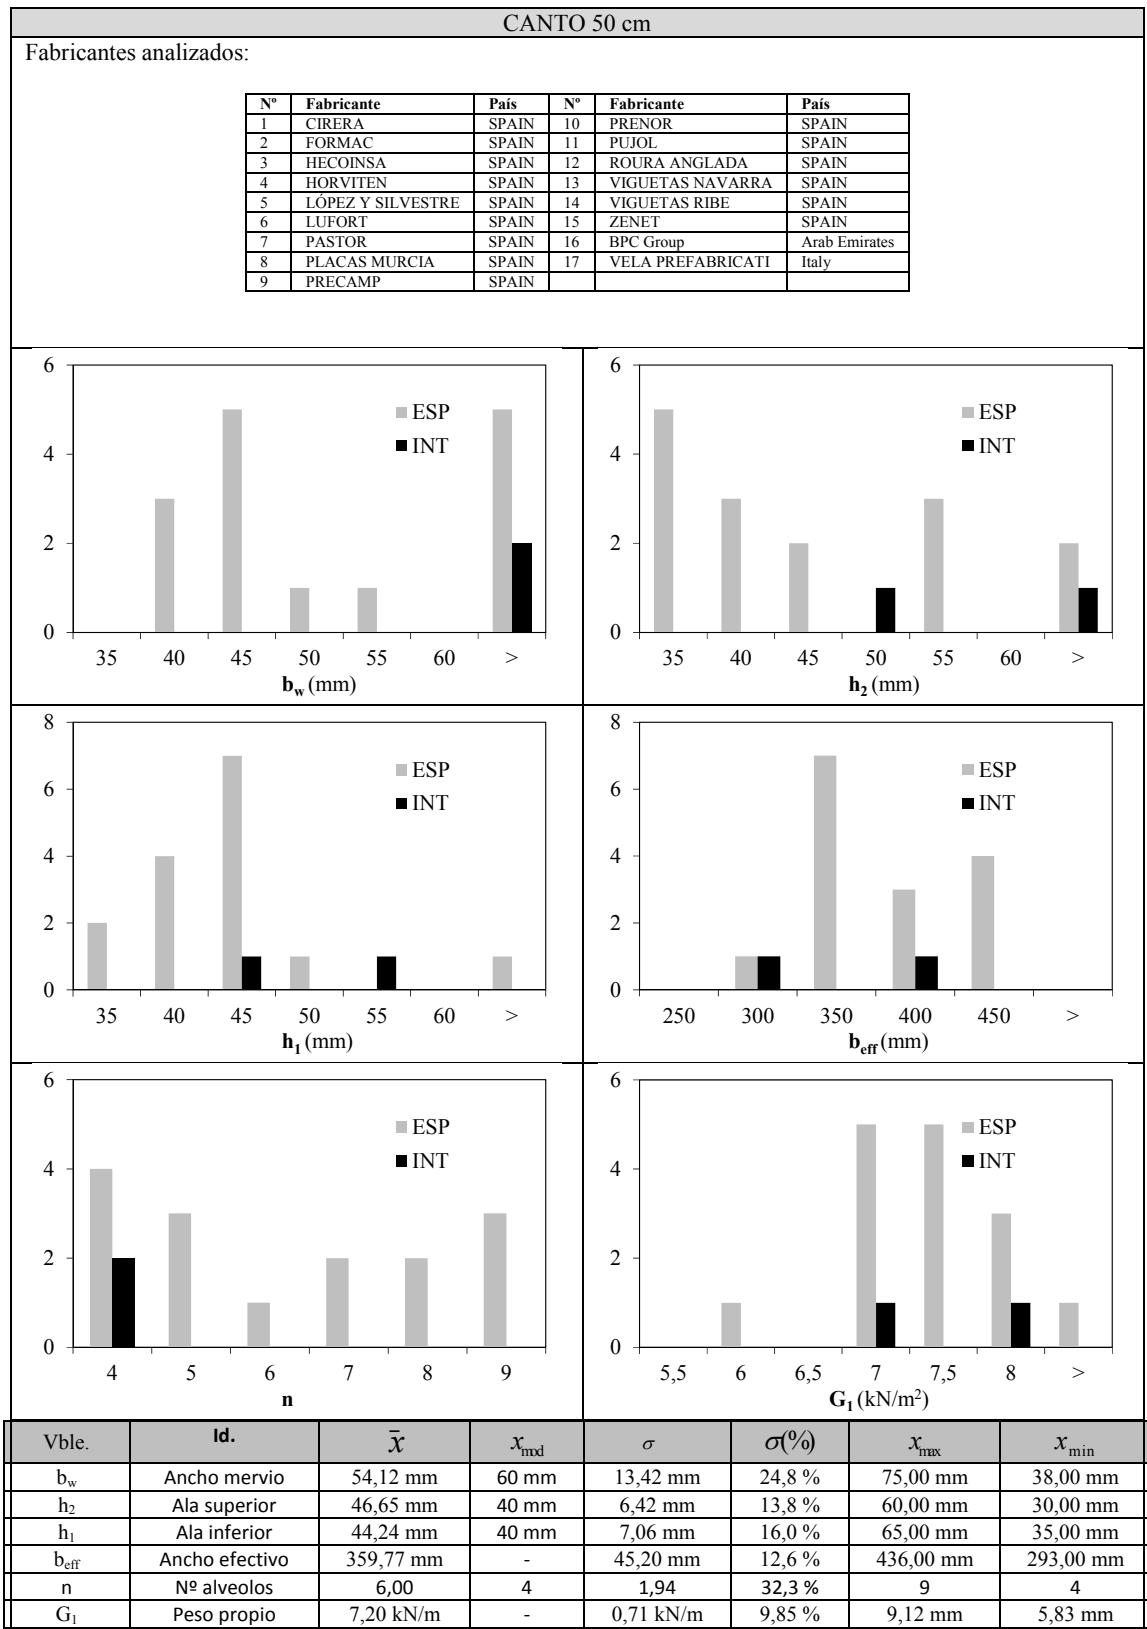 CANTO 50 cm
Fabricantes analizados:
Nº Fabricante País Nº Fabricante País
1 CIRERA SPAIN 10 PRENOR SPAIN
2 FORMAC SPAIN 11 PUJOL SPAIN
3 HECOINSA SPAIN 12 ROURA ANGLADA SPAIN
4 HORVITEN SPAIN 13 VIGUETAS NAVARRA SPAIN
5 LÓPEZ Y SILVESTRE SPAIN 14 VIGUETAS RIBE SPAIN
6 LUFORT SPAIN 15 ZENET SPAIN
7 PASTOR SPAIN 16 BPC Group Arab Emirates
8 PLACAS MURCIA SPAIN 17 VELA PREFABRICATI Italy
9 PRECAMP SPAIN
6
4
2
0
ESP
INT
35 40 45 50 55 60 >
b_w (mm)
6
4
2
0
ESP
INT
35 40 45 50 55 60 >
h_2 (mm)
8
6
4
2
0
ESP
INT
35 40 45 50 55 60 >
h_1 (mm)
8
6
4
2
0
ESP
INT
250 300 350 400 450 >
b_eff (mm)
6
4
2
0
ESP
INT
4 5 6 7 8 9
n
6
4
2
0
ESP
INT
5,5 6 6,5 7 7,5 8 >
G_1 (kN/m²)
Vble. Id. x̄ x_mod σ σ(%) x_max x_min
b_w Ancho mervio 54,12 mm 60 mm 13,42 mm 24,8 % 75,00 mm 38,00 mm
h_2 Ala superior 46,65 mm 40 mm 6,42 mm 13,8 % 60,00 mm 30,00 mm
h_1 Ala inferior 44,24 mm 40 mm 7,06 mm 16,0 % 65,00 mm 35,00 mm
b_eff Ancho efectivo 359,77 mm - 45,20 mm 12,6 % 436,00 mm 293,00 mm
n Nº alveolos 6,00 4 1,94 32,3 % 9 4
G_1 Peso propio 7,20 kN/m - 0,71 kN/m 9,85 % 9,12 mm 5,83 mm